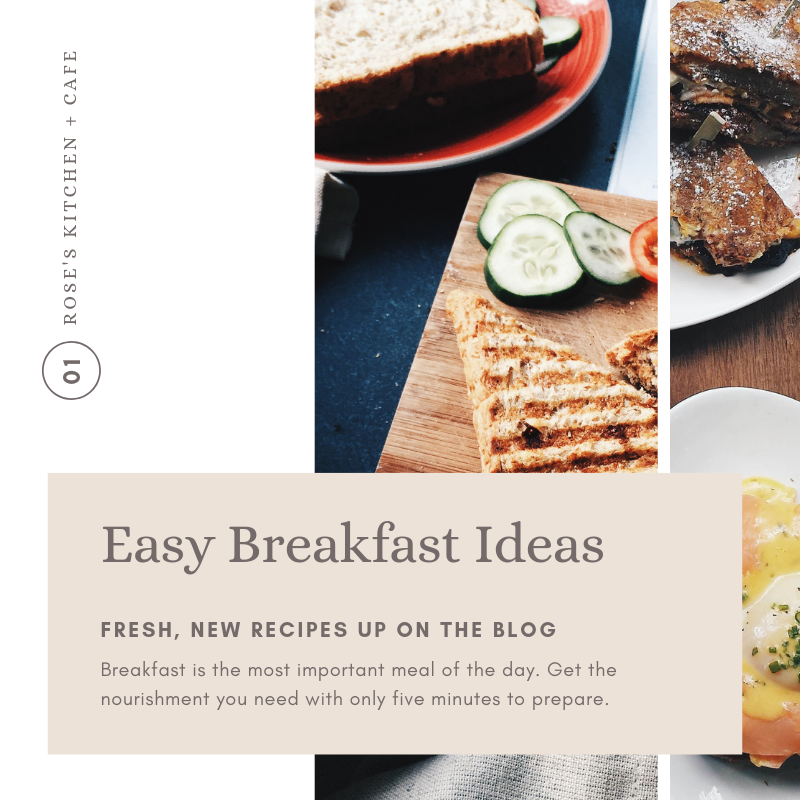 ROSE'S KITCHEN + CAFE
01
Easy Breakfast Ideas
FRESH, NEW RECIPES UP ON THE BLOG
Breakfast is the most important meal of the day. Get the
nourishment you need with only five minutes to prepare.